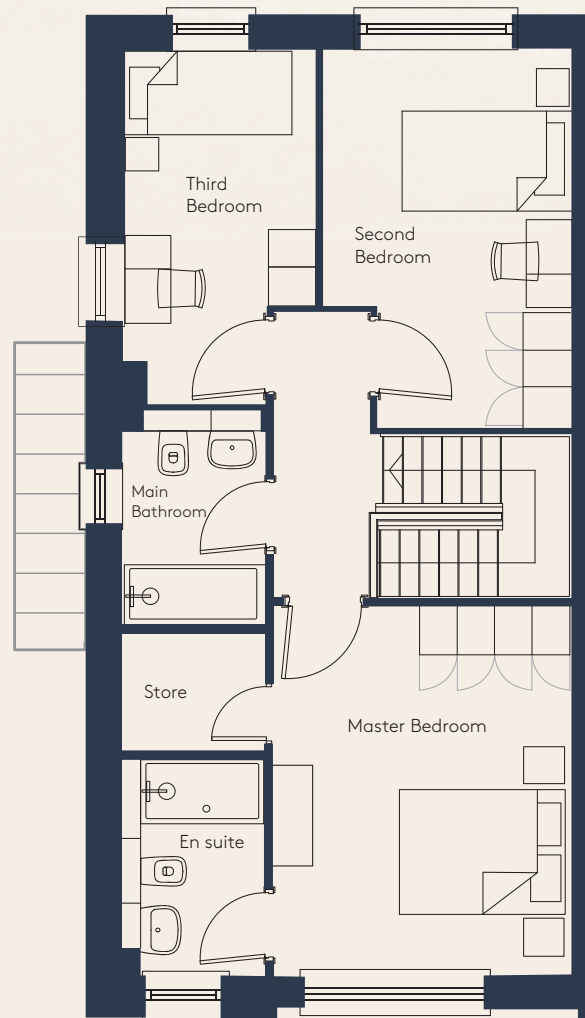 Third
Bedroom
Second
Bedroom
Main
Bathroom
Store
Master Bedroom
En suite